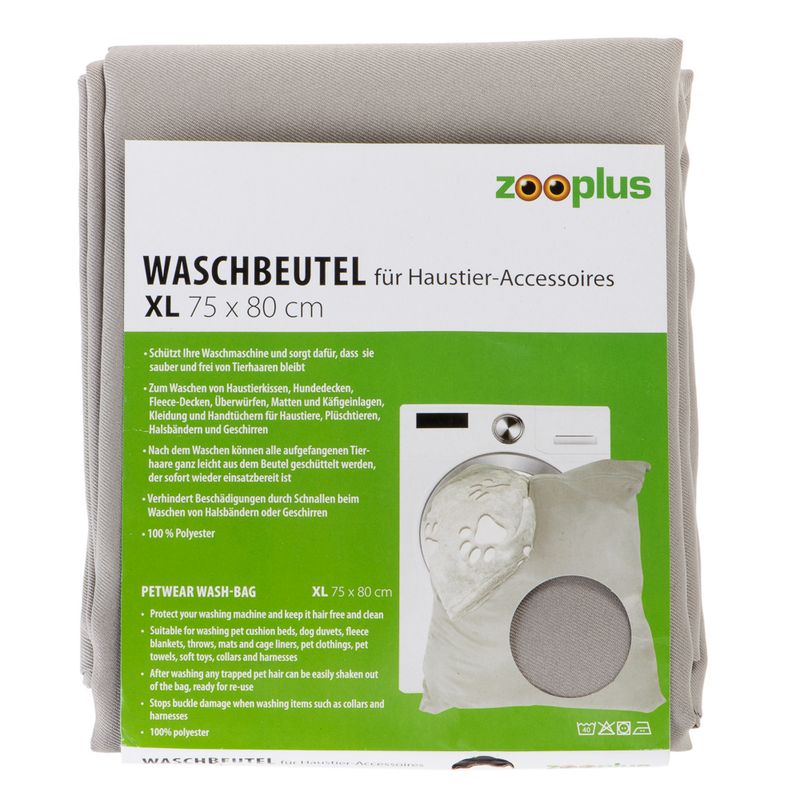 zooplus
WASCHBEUTEL für Haustier-Accessoires
XL 75 x 80 cm
• Schützt Ihre Waschmaschine und sorgt dafür, dass sie
sauber und frei von Tierhaaren bleibt
• Zum Waschen von Haustierkissen, Hundedecken,
Fleece-Decken, Überwürfen, Matten und Käfigeinlagen,
Kleidung und Handtüchern für Haustiere, Plüschtieren,
Halsbändern und Geschirren
• Nach dem Waschen können alle aufgefangenen Tier-
haare ganz leicht aus dem Beutel geschüttelt werden,
der sofort wieder einsatzbereit ist
• Verhindert Beschädigungen durch Schnallen beim
Waschen von Halsbändern oder Geschirren
• 100 % Polyester
PETWEAR WASH-BAG XL 75 x 80 cm
• Protect your washing machine and keep it hair free and clean
• Suitable for washing pet cushion beds, dog duvets, fleece
blankets, throws, mats and cage liners, pet clothings, pet
towels, soft toys, collars and harnesses
• After washing any trapped pet hair can be easily shaken out
of the bag, ready for re-use
• Stops buckle damage when washing items such as collars and
harnesses
• 100% polyester
40
WASCHBEUTEL für Haustier-Accessoires
zooplus